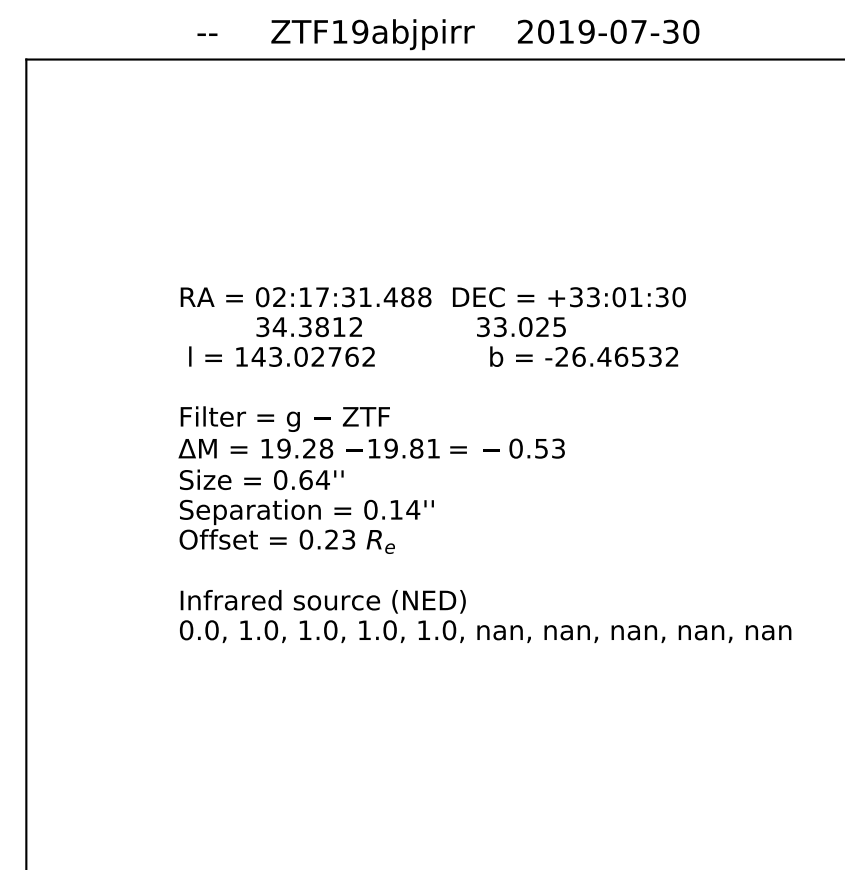 -- ZTF19abjpirr 2019-07-30
RA = 02:17:31.488 DEC = +33:01:30
34.3812 33.025
l = 143.02762 b = -26.46532
Filter = g − ZTF
ΔM = 19.28 −19.81 = − 0.53
Size = 0.64''
Separation = 0.14''
Offset = 0.23 Re
Infrared source (NED)
0.0, 1.0, 1.0, 1.0, 1.0, nan, nan, nan, nan, nan